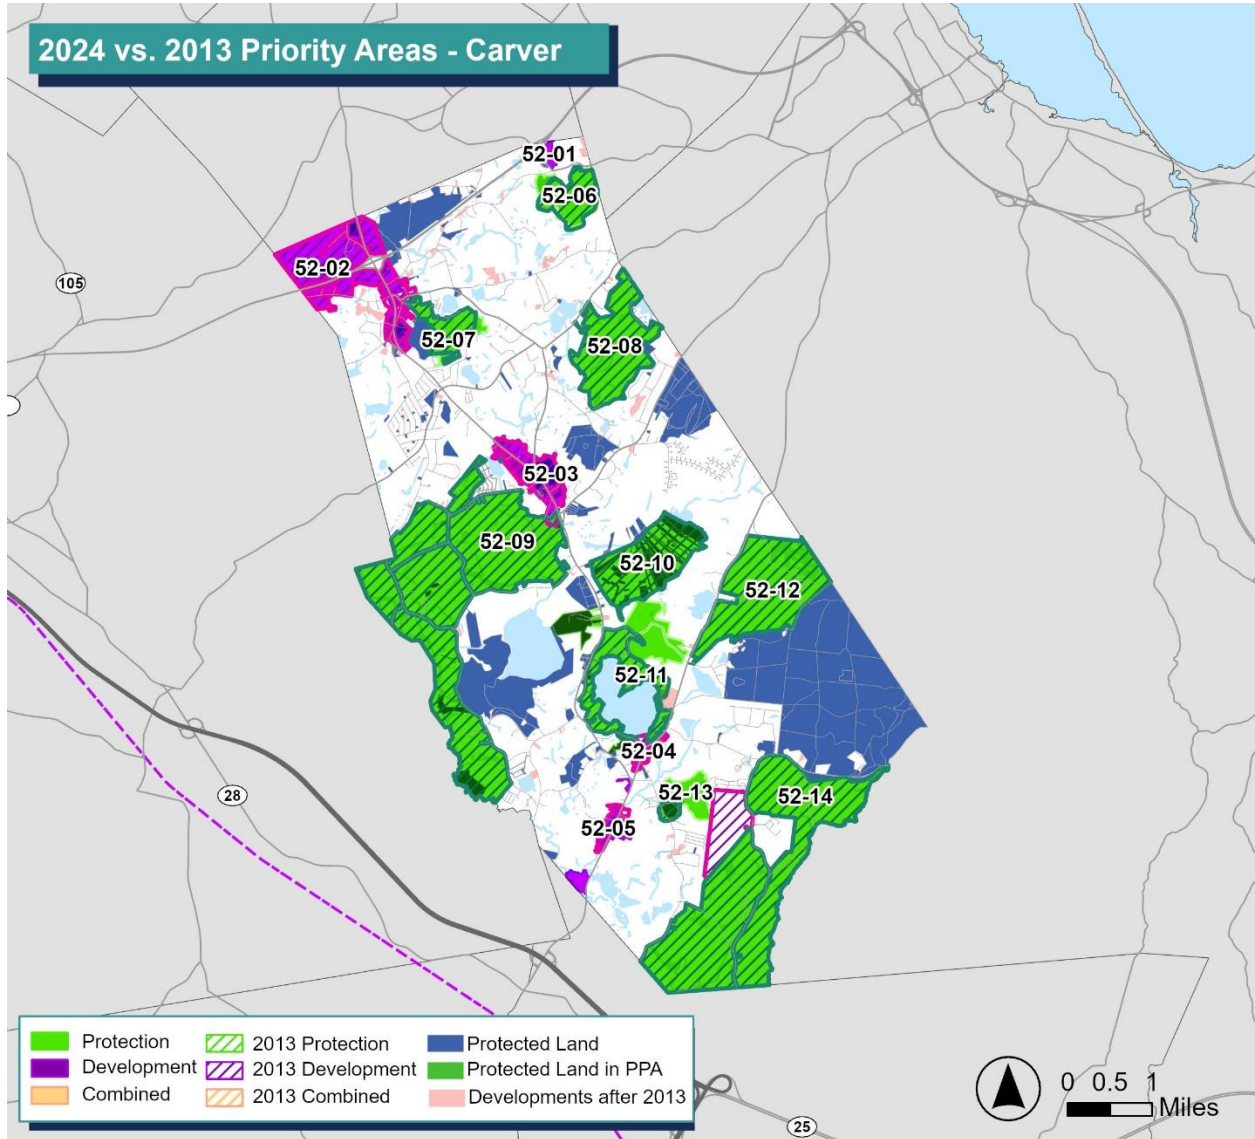 2024 vs. 2013 Priority Areas - Carver
52-01
52-06
52-02
105
52-07
52-08
52-03
52-09
52-10
52-12
52-11
52-04
52-13
52-14
28
52-05
Protection
Development
Combined
2013 Protection
2013 Development
2013 Combined
Protected Land
Protected Land in PPA
Developments after 2013
0 0.5 1
Miles
25